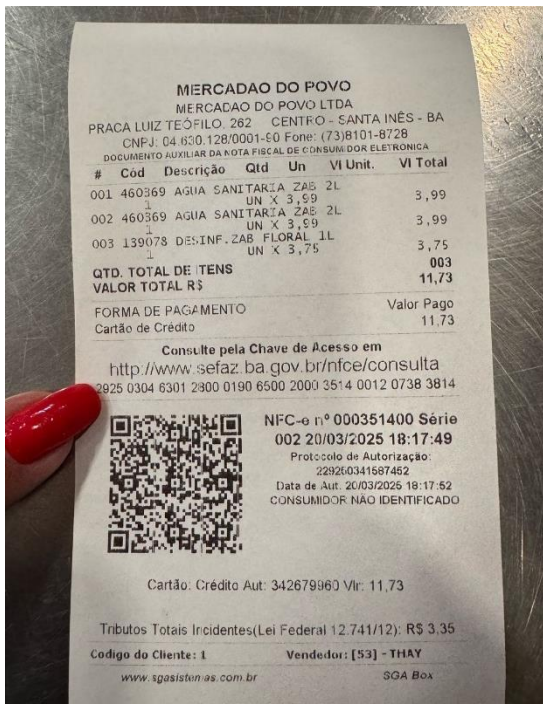 MERCADAO DO POVO
MERCADAO DO POVO LTDA
PRACA LUIZ TEÓFILO, 262 CENTRO - SANTA INÊS - BA
CNPJ: 04.630.128/0001-90 Fone: (73)8101-8728
DOCUMENTO AUXILIAR DA NOTA FISCAL DE CONSUMIDOR ELETRÔNICA
# Cód Descrição Qtd Un Vl Unit. Vl Total
001 460369 AGUA SANITARIA ZAB 2L
1 UN X 3,99 3,99
002 460369 AGUA SANITARIA ZAB 2L
1 UN X 3,99 3,99
003 139078 DESINF.ZAB FLORAL 1L
1 UN X 3,75 3,75
QTD. TOTAL DE ITENS 003
VALOR TOTAL R$ 11,73
FORMA DE PAGAMENTO Valor Pago
Cartão de Crédito 11,73
Consulte pela Chave de Acesso em
http://www.sefaz.ba.gov.br/nfce/consulta
2925 0304 6301 2800 0190 6500 2000 3514 0012 0738 3814
NFC-e nº 000351400 Série
002 20/03/2025 18:17:49
Protocolo de Autorização:
229250341587452
Data de Aut. 20/03/2025 18:17:52
CONSUMIDOR NÃO IDENTIFICADO
Cartão: Crédito Aut: 342679960 Vlr: 11,73
Tributos Totais Incidentes(Lei Federal 12.741/12): R$ 3,35
Codigo do Cliente: 1 Vendedor: [53] - THAY
www.sgasistemas.com.br SGA Box